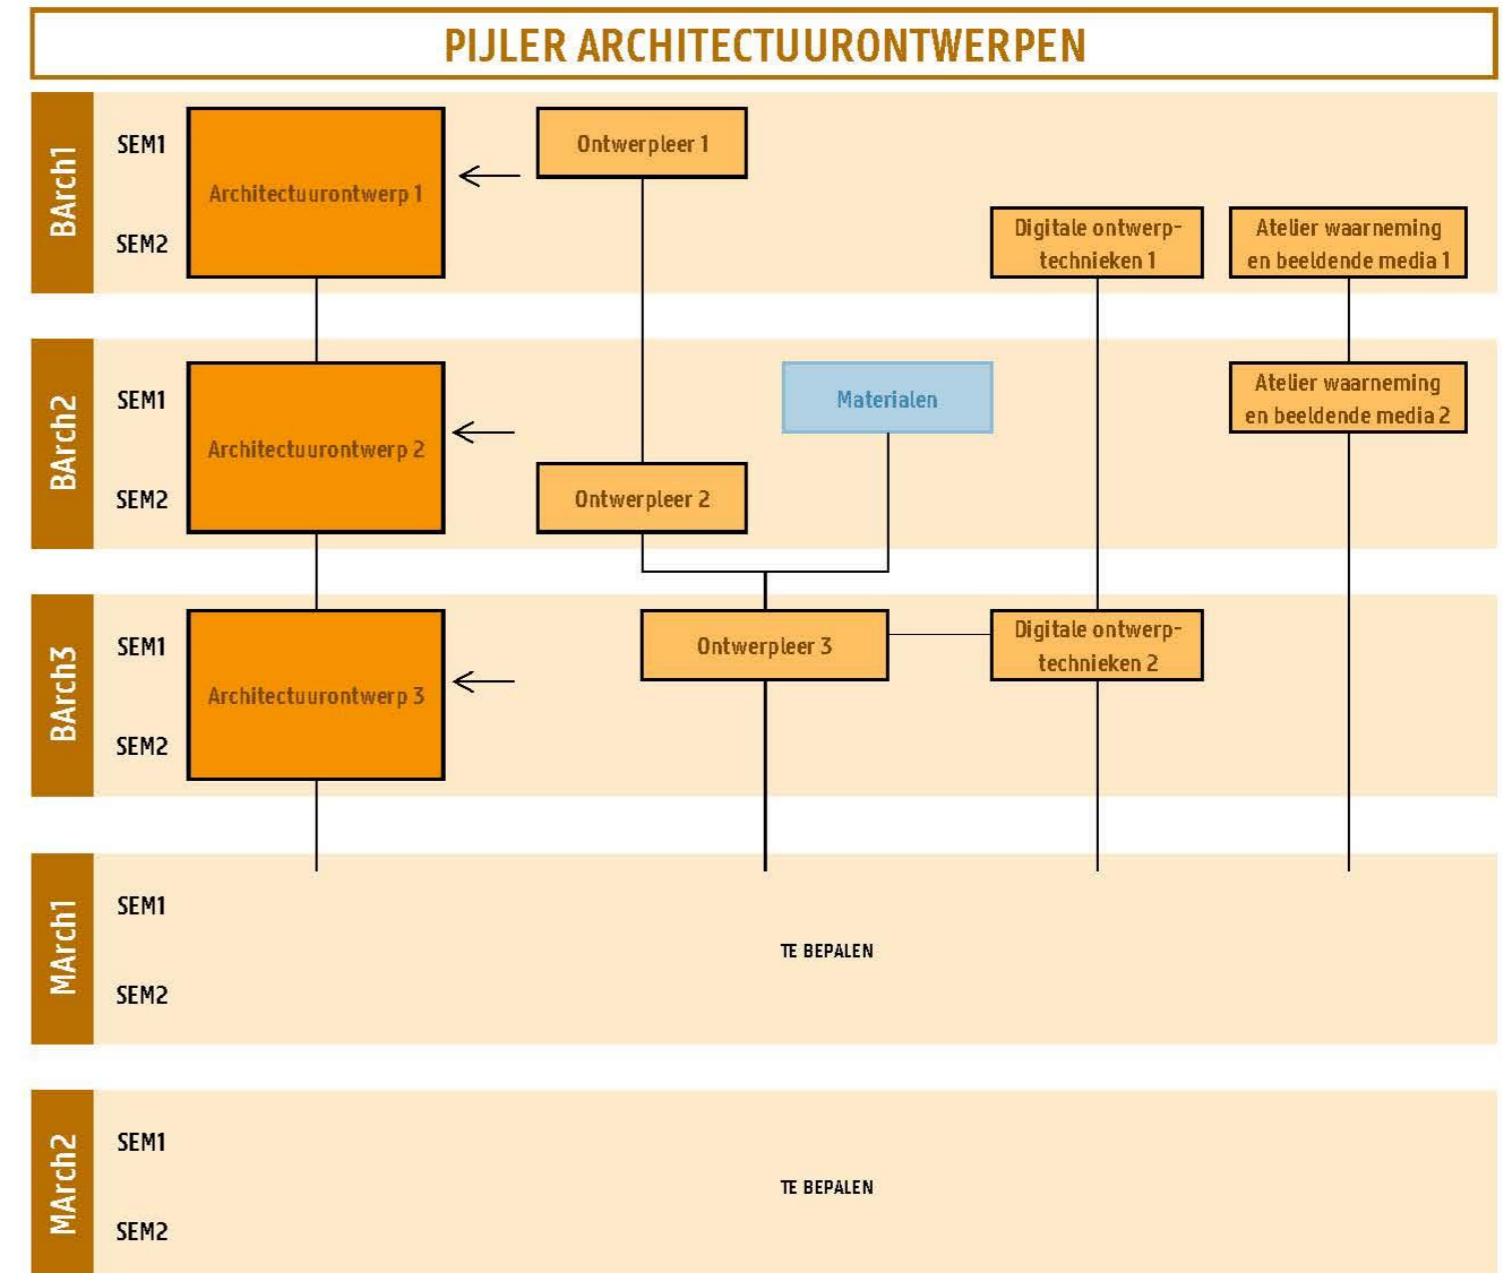 PIJLER ARCHITECTUURONTWERPEN
BArch1
SEM1
SEM2
Architectuurontwerp 1
Ontwerpleer 1
Digitale ontwerp-
technieken 1
Atelier waarneming
en beeldende media 1
BArch2
SEM1
SEM2
Architectuurontwerp 2
Ontwerpleer 2
Materialen
Atelier waarneming
en beeldende media 2
BArch3
SEM1
SEM2
Architectuurontwerp 3
Ontwerpleer 3
Digitale ontwerp-
technieken 2
MArch1
SEM1
SEM2
TE BEPALEN
MArch2
SEM1
SEM2
TE BEPALEN